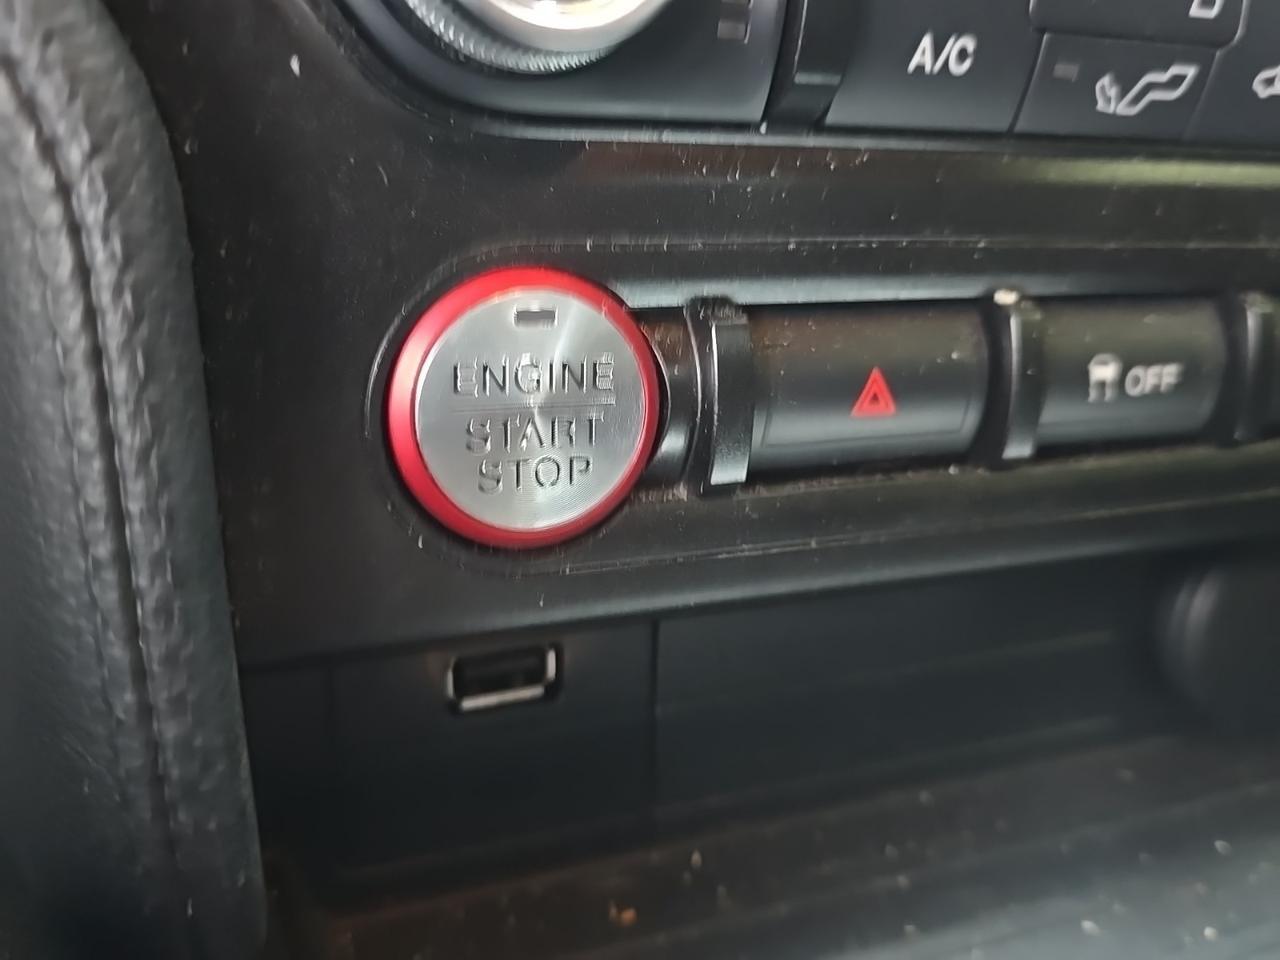 A/C
ENGINE
START
STOP
OFF